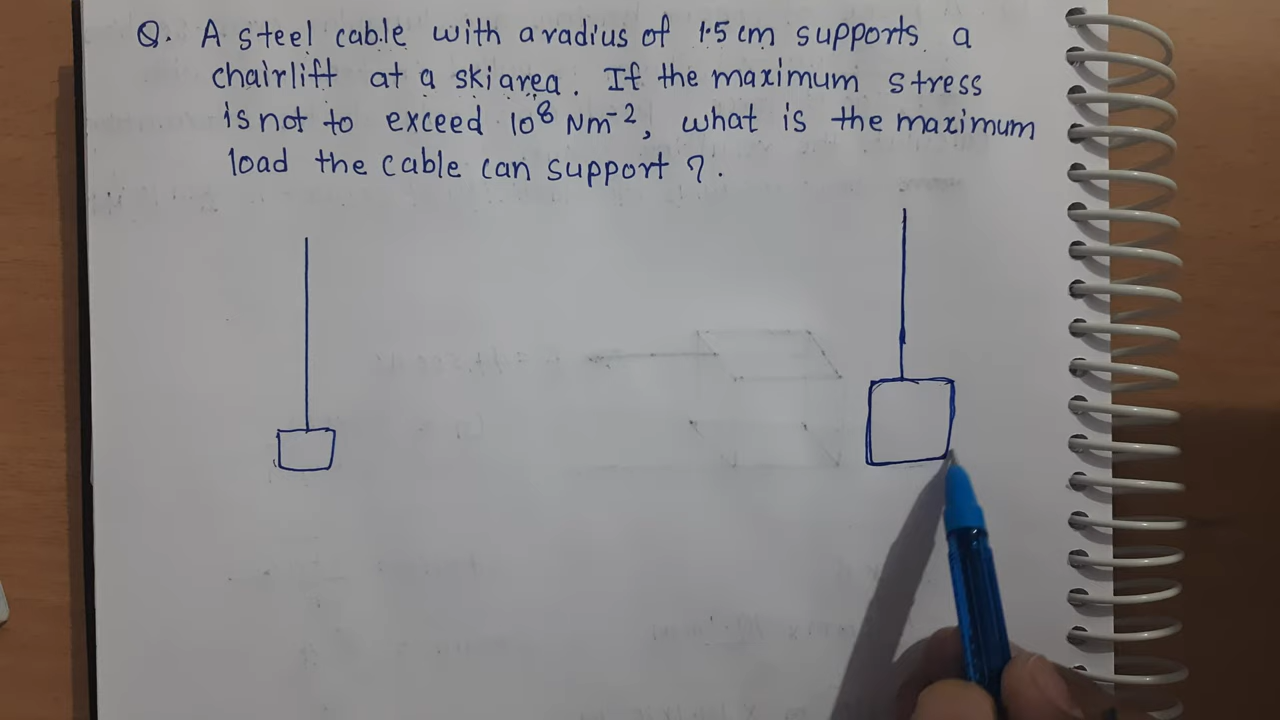 Q. A steel cable with a radius of 1.5 cm supports a
chairlift at a ski area. If the maximum stress
is not to exceed 10⁸ Nm⁻², what is the maximum
load the cable can support ?.